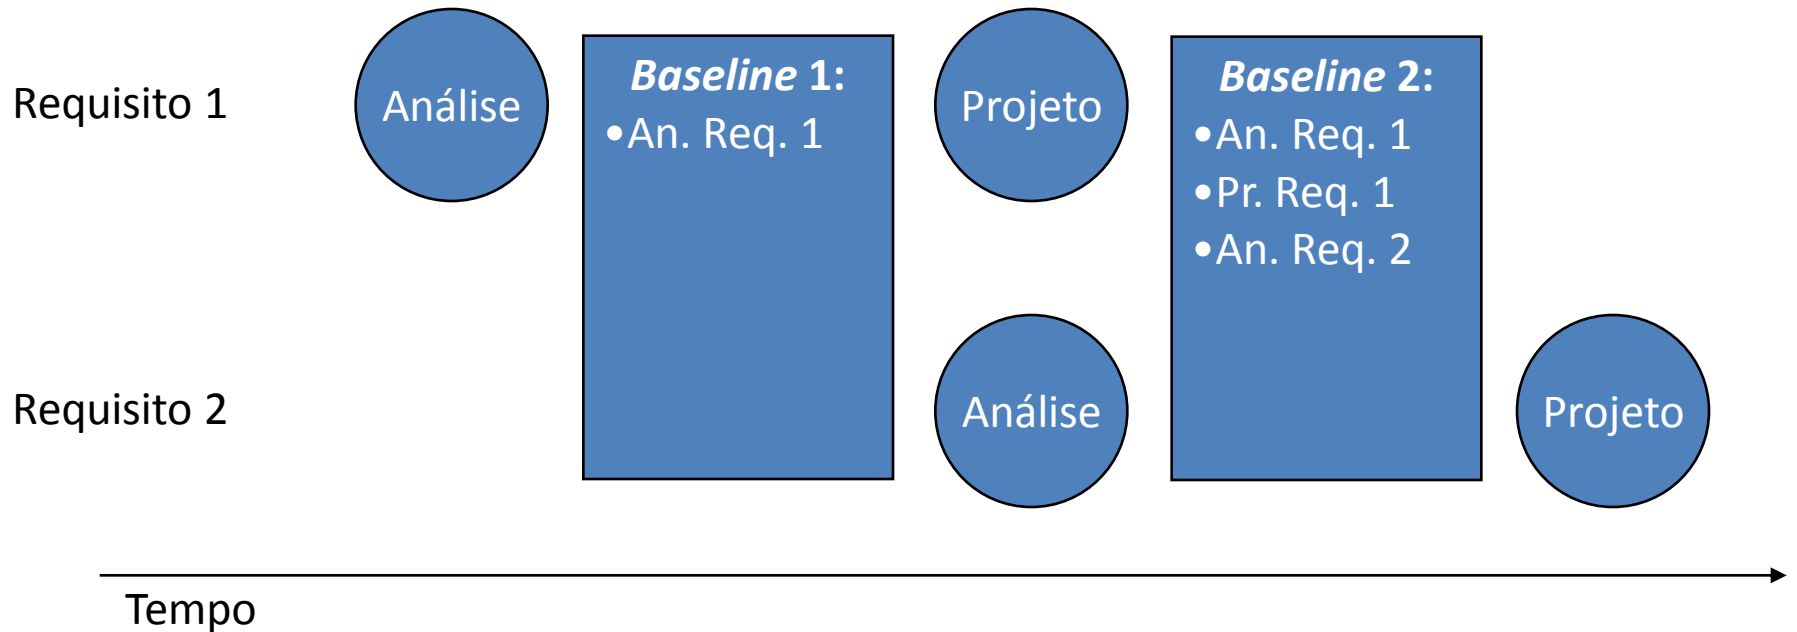 Requisito 1
Análise
Baseline 1:
•An. Req. 1
Projeto
Baseline 2:
•An. Req. 1
•Pr. Req. 1
•An. Req. 2
Requisito 2
Análise
Projeto
Tempo